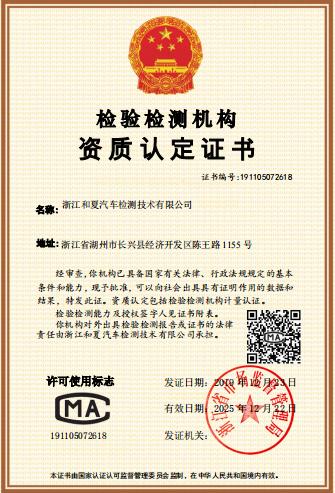 检验检测机构
资质认定证书
证书编号:191105072618
名称:浙江和夏汽车检测技术有限公司
地址:浙江省湖州市长兴县经济开发区陈王路1155号
经审查,你机构已具备国家有关法律、行政法规规定的基本
条件和能力,现予批准,可以向社会出具具有证明作用的数据和
结果,特发此证。资质认定包括检验检测机构计量认证。
检验检测能力及授权签字人见证书附表。
你机构对外出具检验检测报告或证书的法律
责任由浙江和夏汽车检测技术有限公司承担。
许可使用标志
MA
191105072618
发证日期:2019年12月23日
有效日期:2025年12月22日
发证机关:
浙江省市场监督管理局
本证书由国家认证认可监督管理委员会监制,在中华人民共和国境内有效。